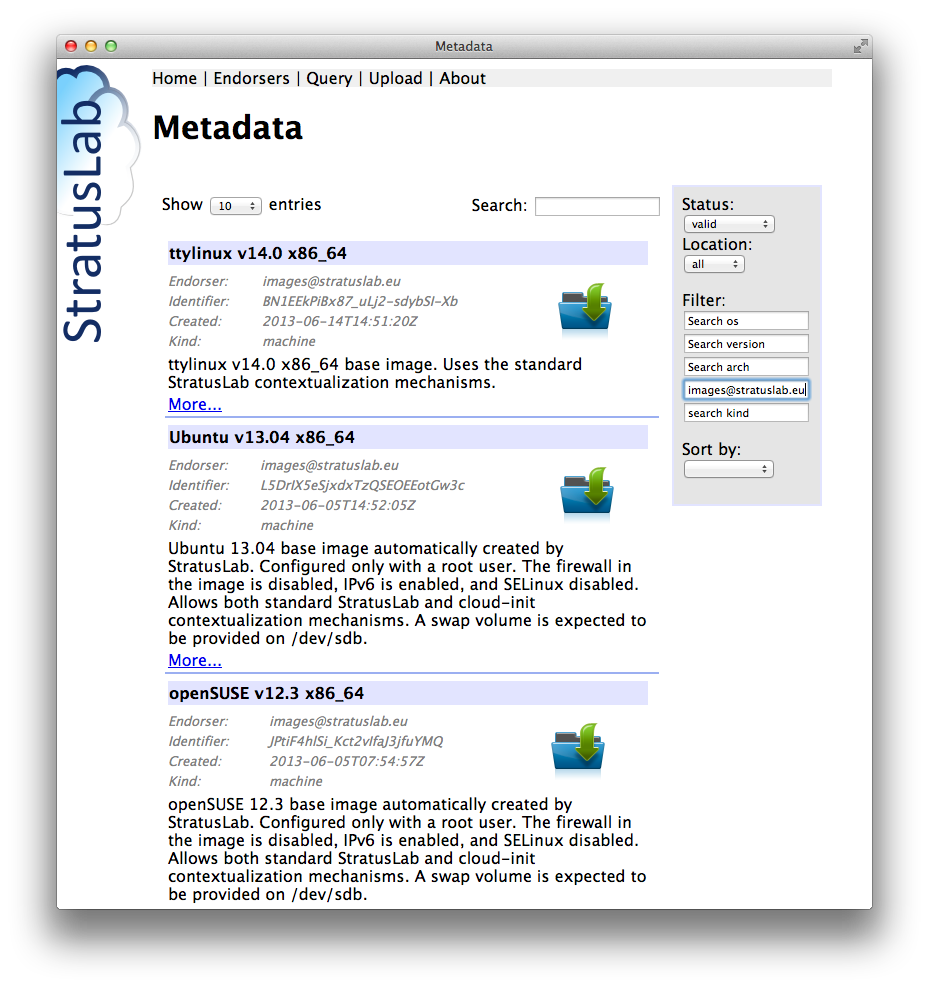 Metadata
StratusLab
Home | Endorsers | Query | Upload | About
Metadata
Show 10 entries
Search:
ttylinux v14.0 x86_64
Endorser: images@stratuslab.eu
Identifier: BN1EEkPiBx87_uLj2-sdybSI-Xb
Created: 2013-06-14T14:51:20Z
Kind: machine
ttylinux v14.0 x86_64 base image. Uses the standard
StratusLab contextualization mechanisms.
More...
Ubuntu v13.04 x86_64
Endorser: images@stratuslab.eu
Identifier: L5DrlX5eSjxdxTzQSEOEEotGw3c
Created: 2013-06-05T14:52:05Z
Kind: machine
Ubuntu 13.04 base image automatically created by
StratusLab. Configured only with a root user. The firewall in
the image is disabled, IPv6 is enabled, and SELinux disabled.
Allows both standard StratusLab and cloud-init
contextualization mechanisms. A swap volume is expected to
be provided on /dev/sdb.
More...
openSUSE v12.3 x86_64
Endorser: images@stratuslab.eu
Identifier: JPtiF4hlSi_Kct2vIfaJ3jfuYMQ
Created: 2013-06-05T07:54:57Z
Kind: machine
openSUSE 12.3 base image automatically created by
StratusLab. Configured only with a root user. The firewall in
the image is disabled, IPv6 is enabled, and SELinux disabled.
Allows both standard StratusLab and cloud-init
contextualization mechanisms. A swap volume is expected to
be provided on /dev/sdb.
Status:
valid
Location:
all
Filter:
Search os
Search version
Search arch
images@stratuslab.eu
search kind
Sort by: